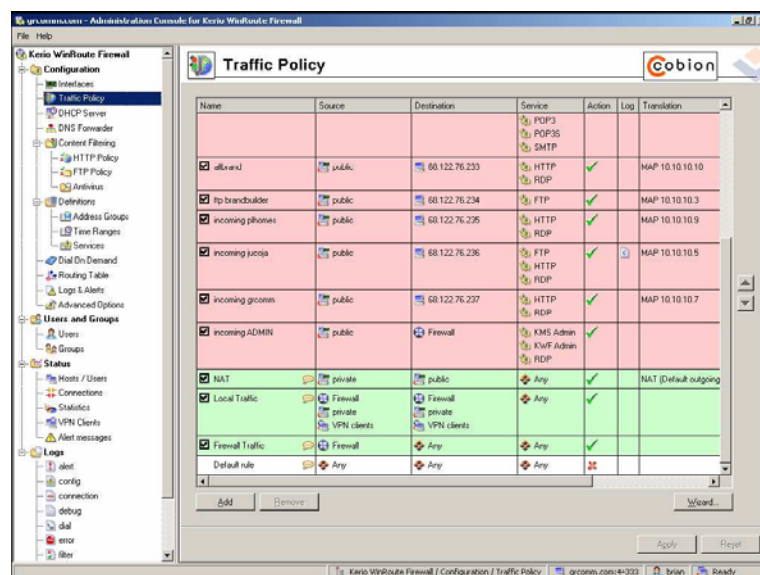 grcomm.com - Administration Console for Kerio WinRoute Firewall
File Help
Kerio WinRoute Firewall
Configuration
Interfaces
Traffic Policy
DHCP Server
DNS Forwarder
Content Filtering
HTTP Policy
FTP Policy
Antivirus
Definitions
Address Groups
Time Ranges
Services
Dial On Demand
Routing Table
Logs & Alerts
Advanced Options
Users and Groups
Users
Groups
Status
Hosts / Users
Connections
Statistics
VPN Clients
Alert messages
Logs
alert
config
connection
debug
dial
error
filter
Traffic Policy
Cobion
Name Source Destination Service Action Log Translation
POP3
POP3S
SMTP
allbrand public 68.122.76.233 HTTP MAP 10.10.10.10
RDP
ftp brandbuilder public 68.122.76.234 FTP MAP 10.10.10.3
incoming plhomes public 68.122.76.235 HTTP MAP 10.10.10.9
RDP
incoming jucoja public 68.122.76.236 FTP MAP 10.10.10.5
HTTP
RDP
incoming grcomm public 68.122.76.237 HTTP MAP 10.10.10.7
RDP
incoming ADMIN public Firewall KMS Admin
KWF Admin
RDP
NAT private public Any NAT (Default outgoing
Local Traffic Firewall Firewall Any
private private
VPN clients VPN clients
Firewall Traffic Firewall Any Any
Default rule Any Any Any
Add Remove Wizard...
Apply Reset
Kerio WinRoute Firewall / Configuration / Traffic Policy grcomm.com:44333 brian Ready